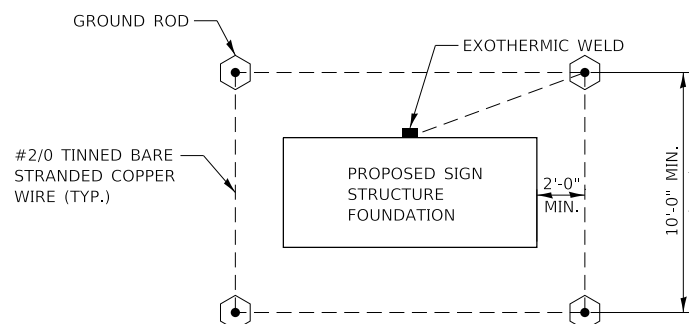 GROUND ROD
EXOTHERMIC WELD
#2/0 TINNED BARE
STRANDED COPPER
WIRE (TYP.)
PROPOSED SIGN
STRUCTURE
FOUNDATION
2'-0"
MIN.
10'-0" MIN.